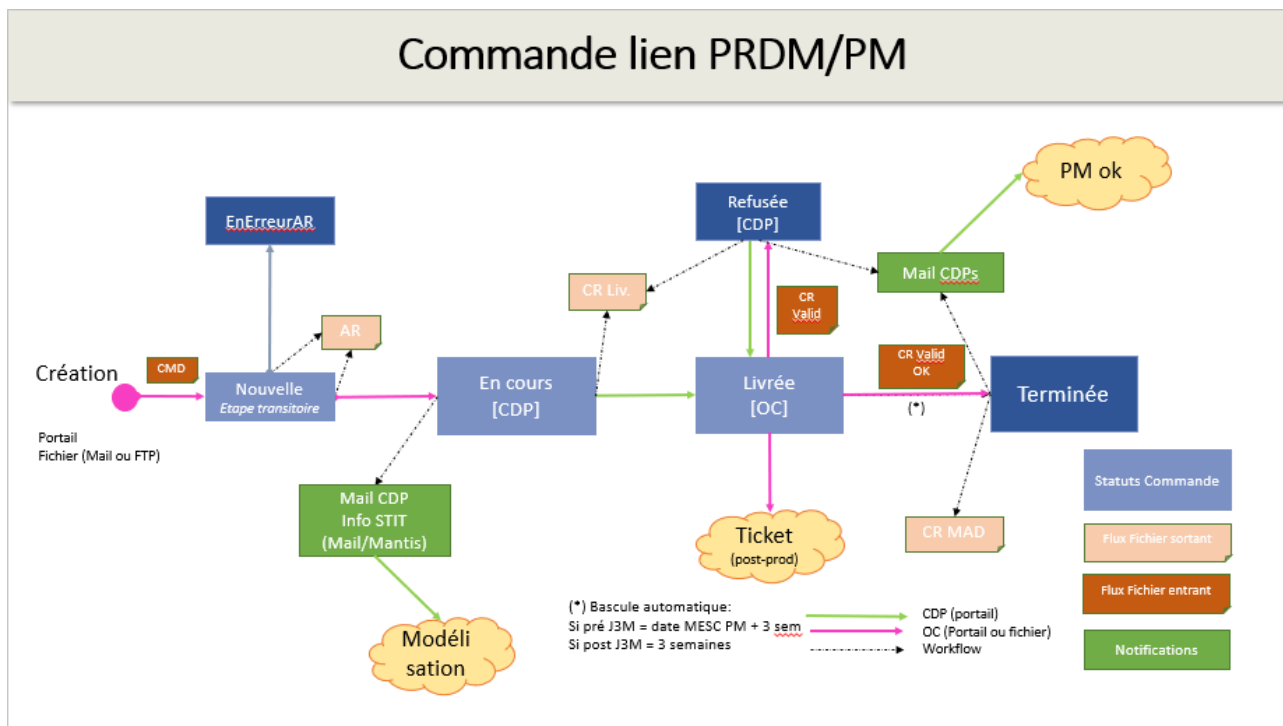 Commande lien PRDM/PM
PM ok
EnErreurAR
Refusée
[CDP]
Mail CDPs
CR Liv.
CR
Valid
AR
CMD
Création
Nouvelle
Etape transitoire
En cours
[CDP]
Livrée
[OC]
CR Valid
OK
(*)
Terminée
Portail
Fichier (Mail ou FTP)
Mail CDP
Info STIT
(Mail/Mantis)
Ticket
(post-prod)
CR MAD
Statuts Commande
Flux Fichier sortant
Flux Fichier entrant
Notifications
Modéli
sation
(*) Bascule automatique:
Si pré J3M = date MESC PM + 3 sem
Si post J3M = 3 semaines
CDP (portail)
OC (Portail ou fichier)
Workflow